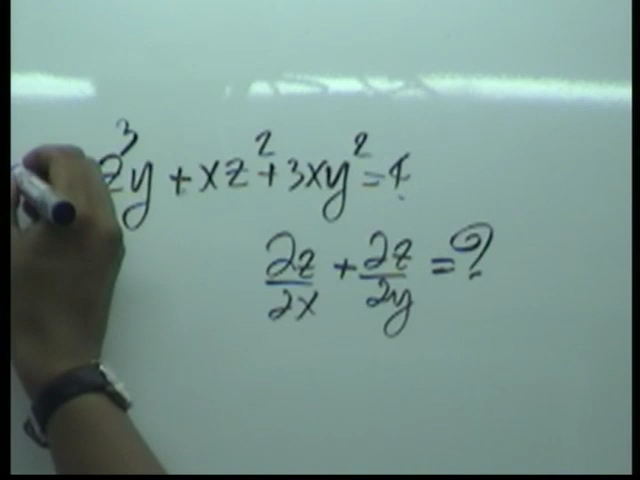 z³y + xz² + 3xy² = 4
∂z/∂x + ∂z/∂y = ?